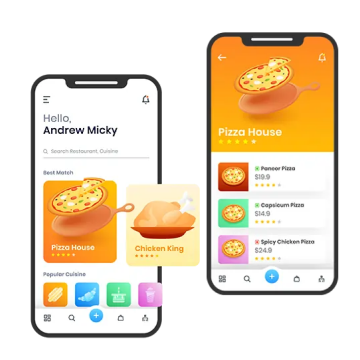 Hello,
Andrew Micky
Search Restaurant, Cuisine
Best Match
Pizza House
Chicken King
Popular Cuisine
Pizza House
Paneer Pizza
$19.9
Capsicum Pizza
$14.9
Spicy Chicken Pizza
$24.9